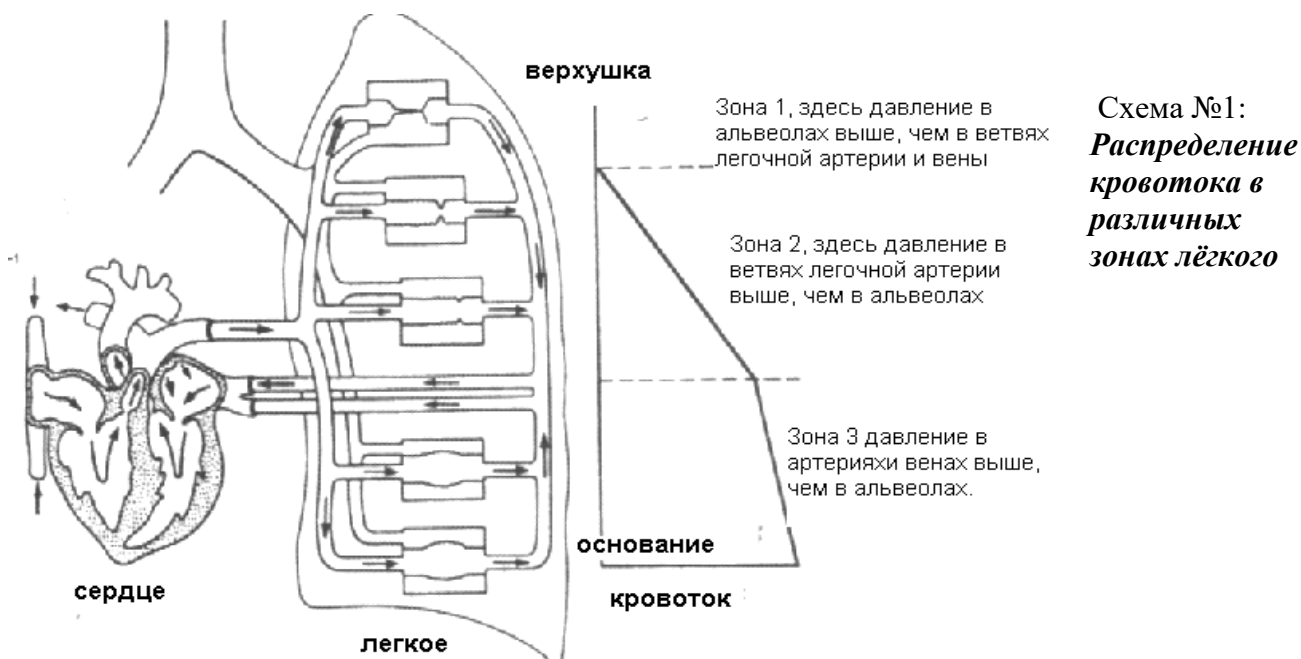 верхушка
Зона 1, здесь давление в
альвеолах выше, чем в ветвях
легочной артерии и вены
Схема №1:
Распределение
кровотока в
различных
зонах лёгкого
Зона 2, здесь давление в
ветвях легочной артерии
выше, чем в альвеолах
-1
Зона 3 давление в
артерияхи венах выше,
чем в альвеолах.
основание
сердце
кровоток
легкое